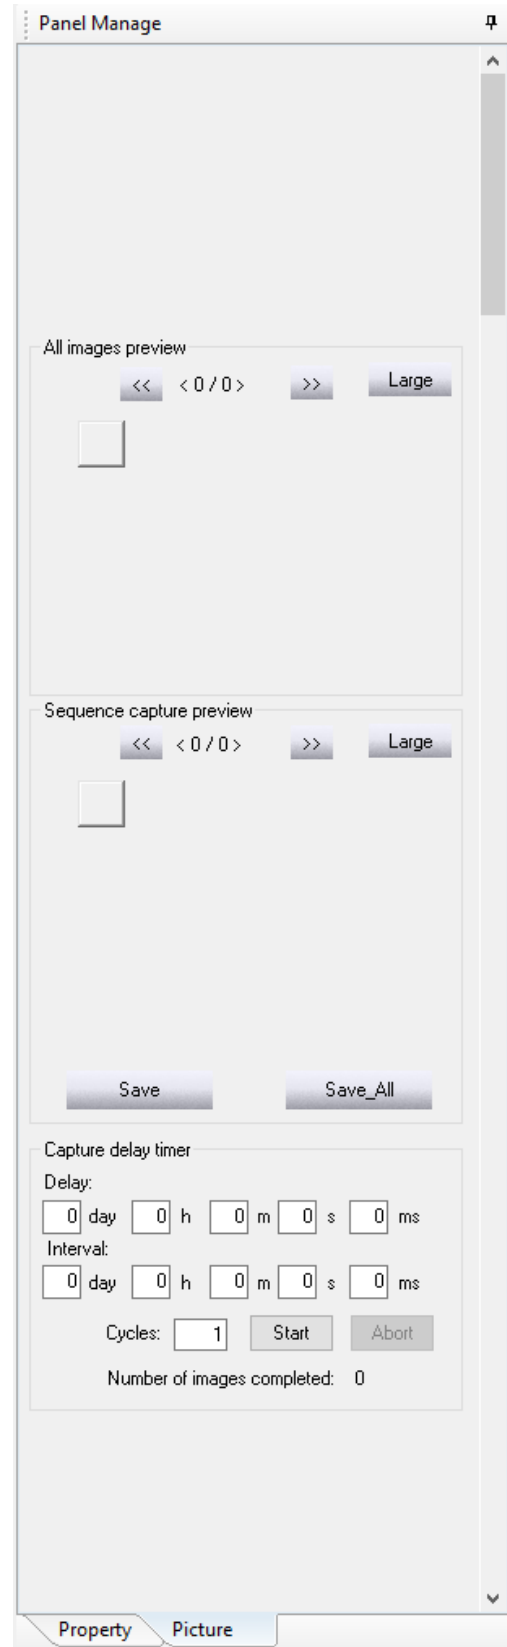 Panel Manage
All images preview
<< < 0 / 0 > >> Large
Sequence capture preview
<< < 0 / 0 > >> Large
Save Save_All
Capture delay timer
Delay:
0 day 0 h 0 m 0 s 0 ms
Interval:
0 day 0 h 0 m 0 s 0 ms
Cycles: 1 Start Abort
Number of images completed: 0
Property Picture